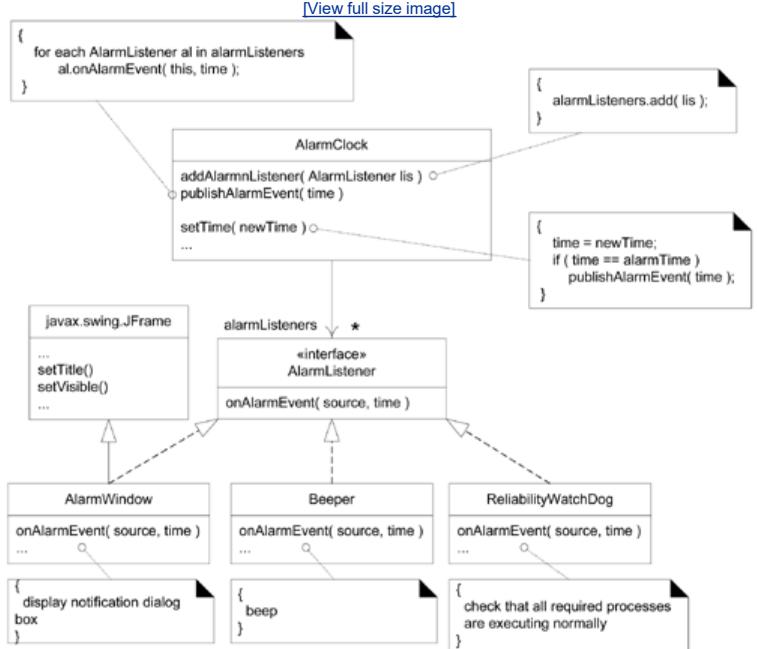 [View full size image]
{
for each AlarmListener al in alarmListeners
al.onAlarmEvent( this, time );
}
{
alarmListeners.add( lis );
}
AlarmClock
addAlarmnListener( AlarmListener lis )
publishAlarmEvent( time )
setTime( newTime )
...
{
time = newTime;
if ( time == alarmTime )
publishAlarmEvent( time );
}
javax.swing.JFrame
...
setTitle()
setVisible()
...
alarmListeners *
«interface»
AlarmListener
onAlarmEvent( source, time )
AlarmWindow
onAlarmEvent( source, time )
...
Beeper
onAlarmEvent( source, time )
...
ReliabilityWatchDog
onAlarmEvent( source, time )
...
{
display notification dialog
box
}
{
beep
}
{
check that all required processes
are executing normally
}